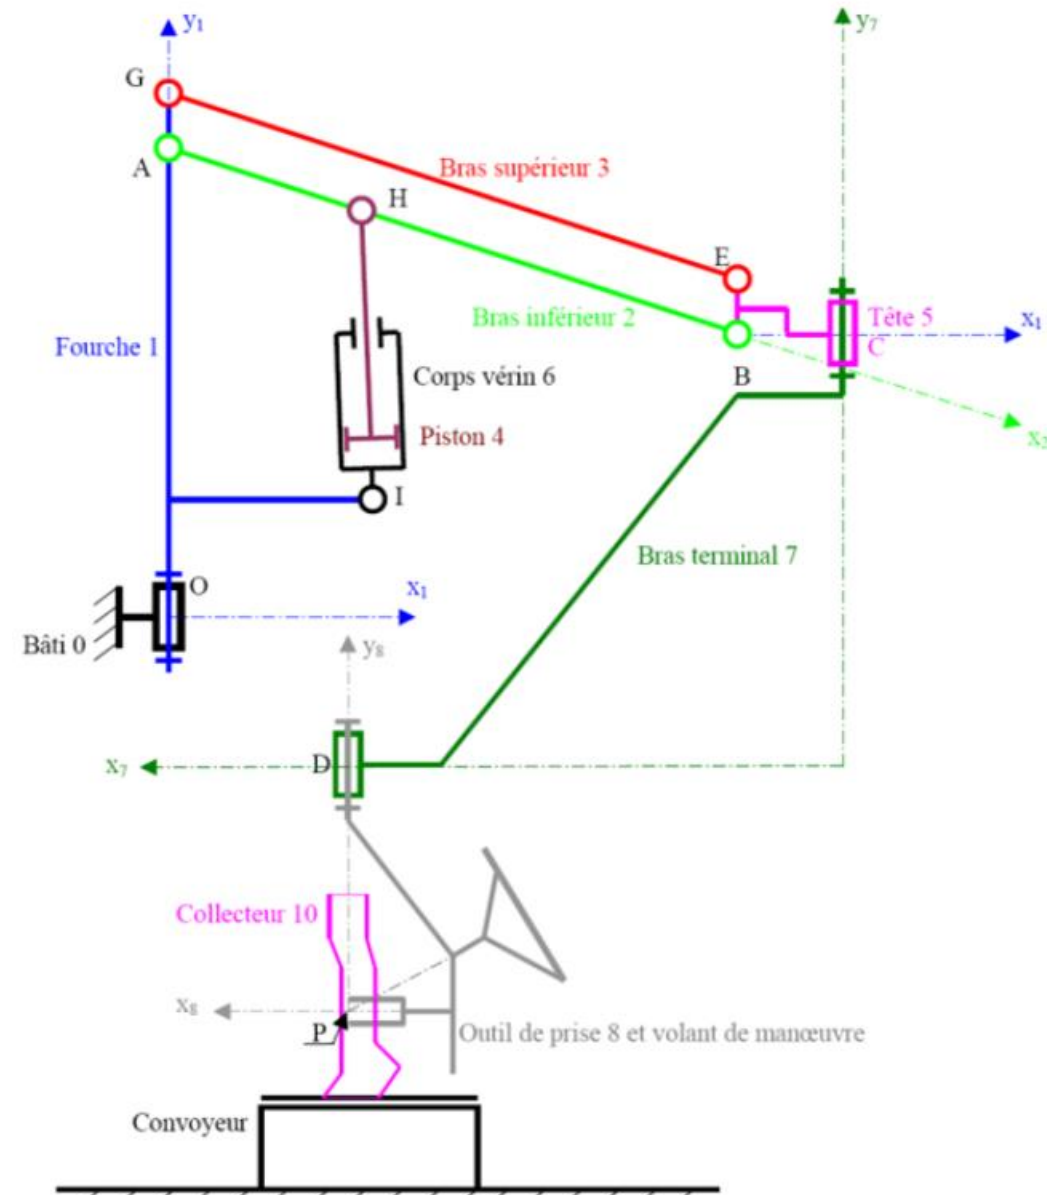 y₁
y₇
G
A
Bras supérieur 3
H
E
Bras inférieur 2
Tête 5
x₁
C
Fourche 1
B
Corps vérin 6
Piston 4
x₂
I
Bras terminal 7
O
x₁
Bâti 0
y₈
D
x₇
Collecteur 10
x₈
P
Outil de prise 8 et volant de manœuvre
Convoyeur